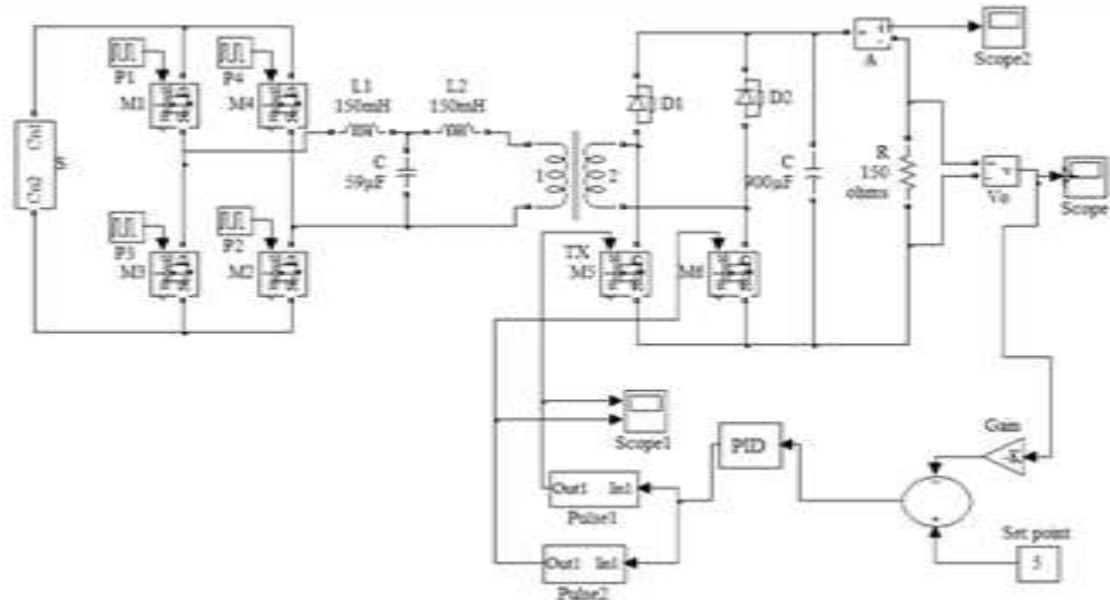 P1
M1
P4
M4
L1
150mH
L2
150mH
C
59µF
S
Cn1
Cn2
P3
M3
P2
M2
1
2
TX
D1
D2
C
900µF
A
Scope2
R
150
ohms
Vo
Scope
M5
M6
Scope1
PID
Gain
-K-
Out1 In1
Pulse1
Out1 In1
Pulse2
Set point
5